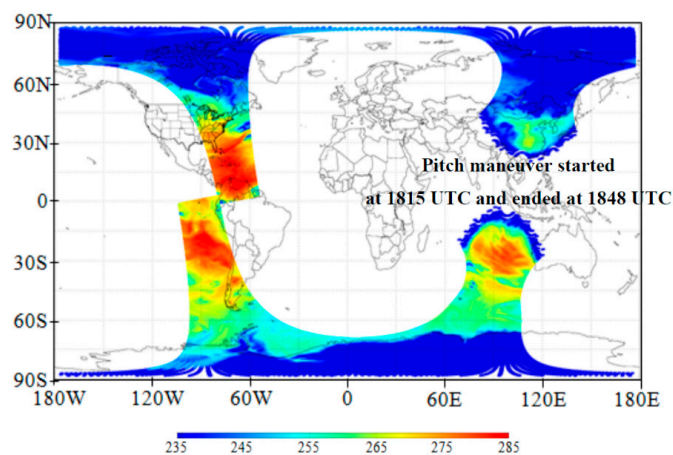 90N
60N
30N
0
30S
60S
90S
Pitch maneuver started
at 1815 UTC and ended at 1848 UTC
180W 120W 60W 0 60E 120E 180E
235 245 255 265 275 285